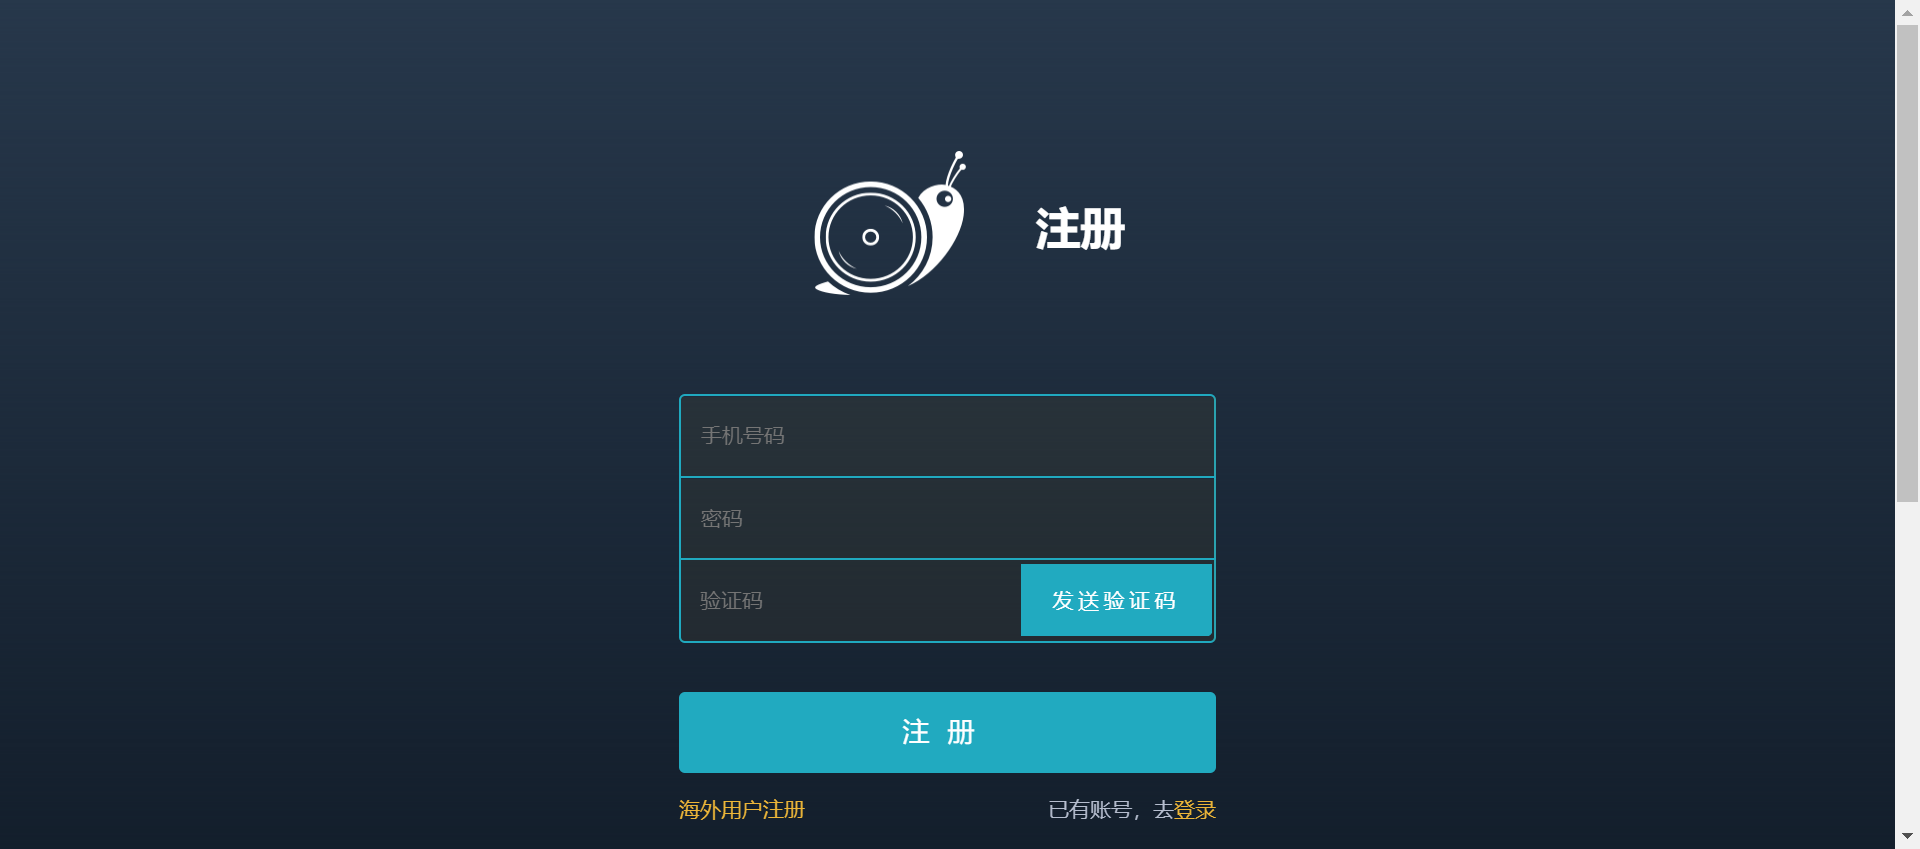 注册
手机号码
密码
验证码
发送验证码
注 册
海外用户注册
已有账号，去登录